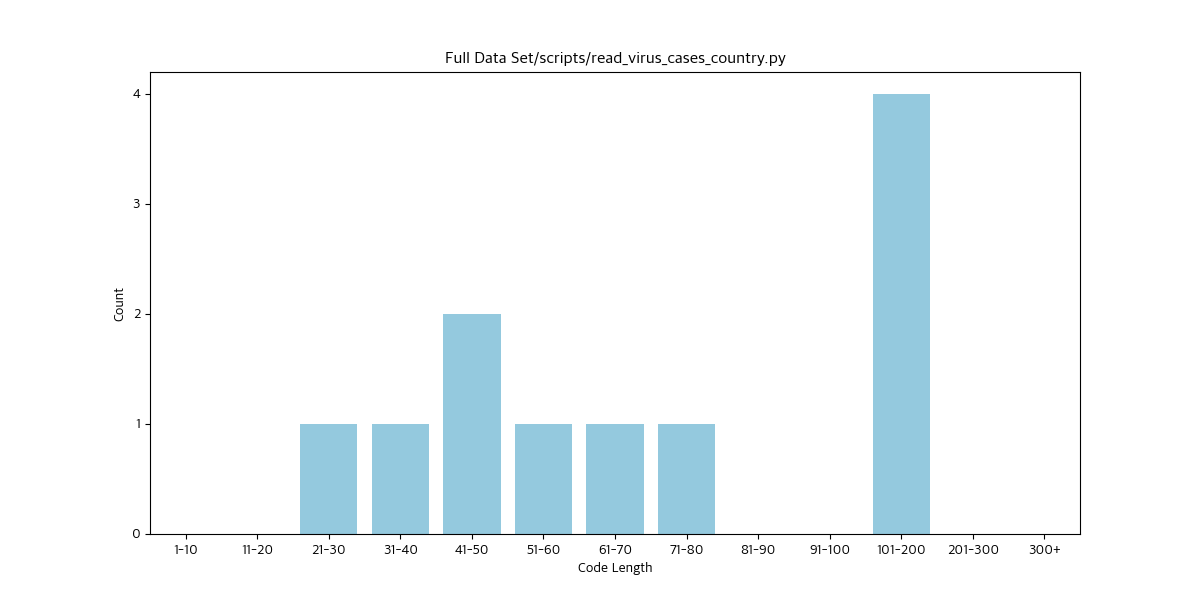 Full Data Set/scripts/read_virus_cases_country.py
4
3
2
1
0
Count
1-10 11-20 21-30 31-40 41-50 51-60 61-70 71-80 81-90 91-100 101-200 201-300 300+
Code Length